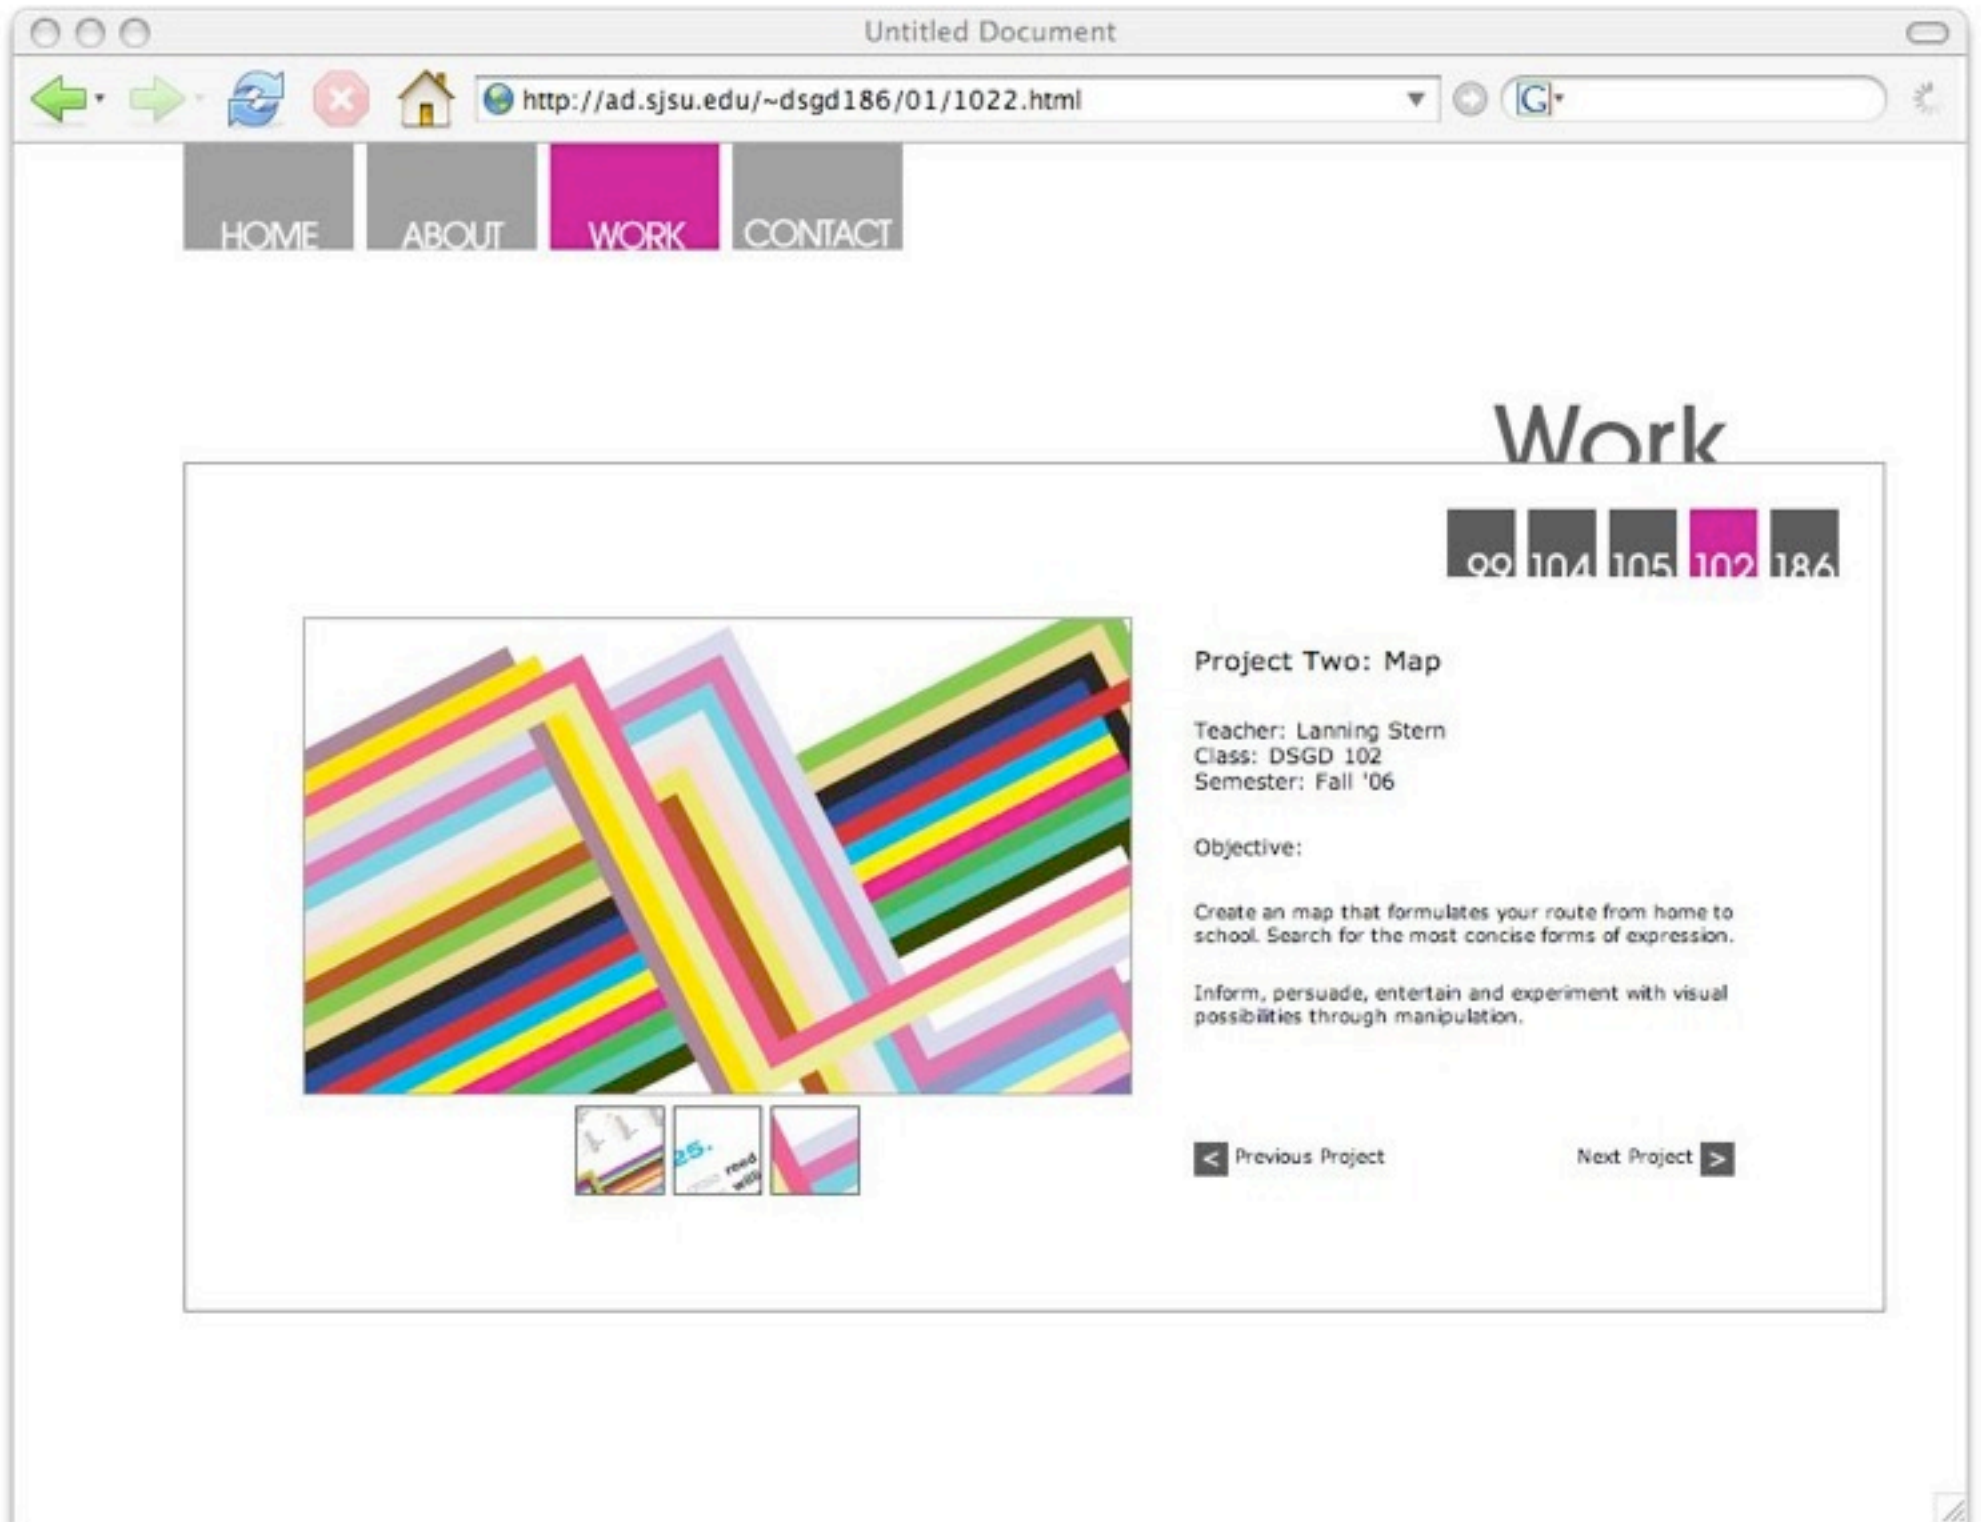 Untitled Document
http://ad.sjsu.edu/~dsgd186/01/1022.html
G
HOME ABOUT WORK CONTACT
Work
99 104 105 102 186
Project Two: Map
Teacher: Lanning Stern
Class: DSGD 102
Semester: Fall '06
Objective:
Create an map that formulates your route from home to
school. Search for the most concise forms of expression.
Inform, persuade, entertain and experiment with visual
possibilities through manipulation.
25.
reed
< Previous Project Next Project >